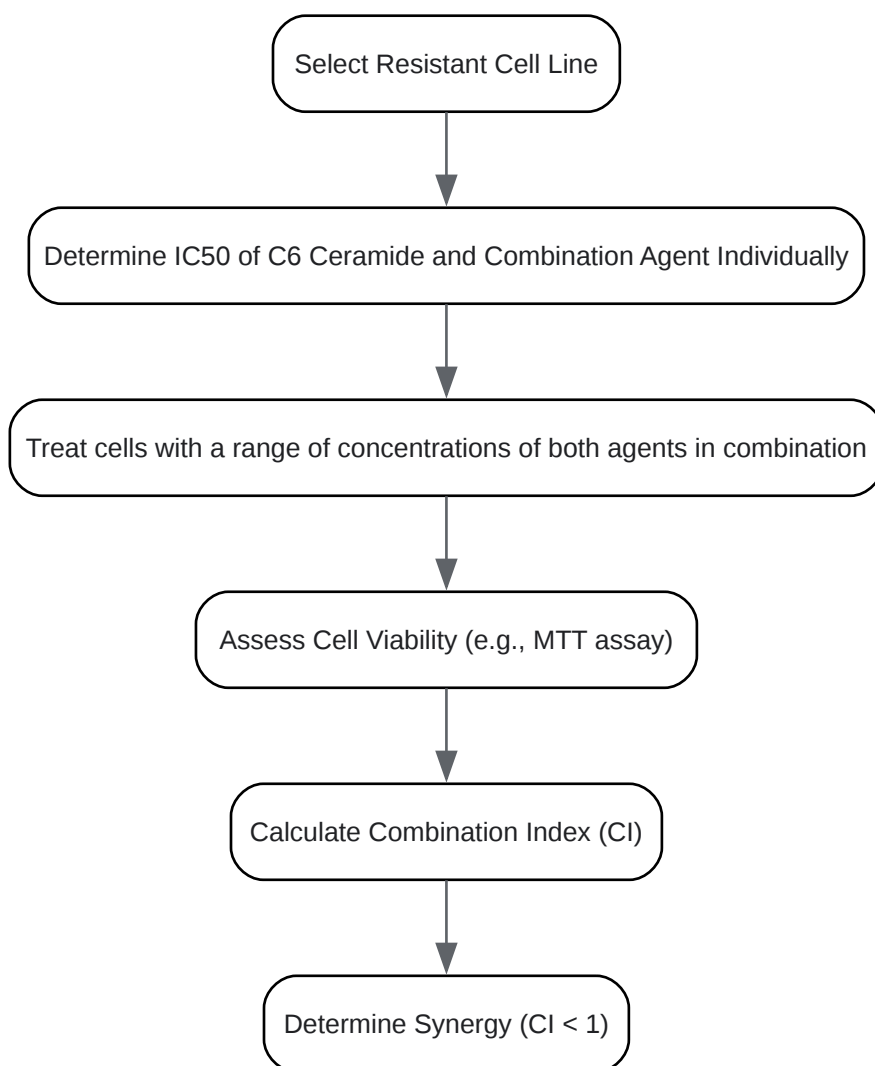 Select Resistant Cell Line
Determine IC50 of C6 Ceramide and Combination Agent Individually
Treat cells with a range of concentrations of both agents in combination
Assess Cell Viability (e.g., MTT assay)
Calculate Combination Index (CI)
Determine Synergy (CI < 1)